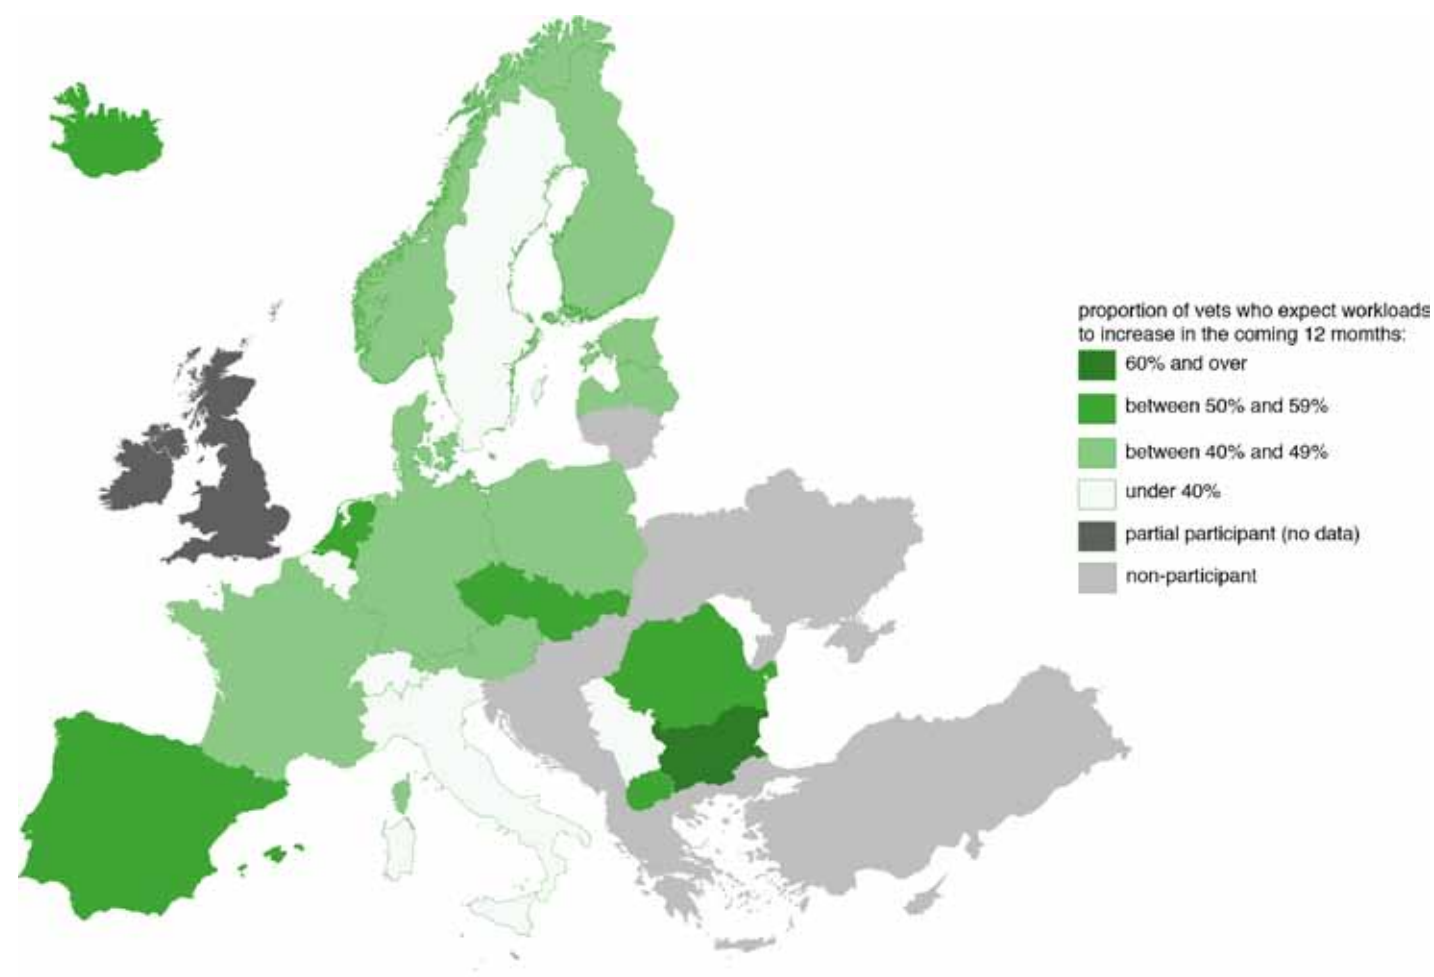 proportion of vets who expect workloads
to increase in the coming 12 momths:
60% and over
between 50% and 59%
between 40% and 49%
under 40%
partial participant (no data)
non-participant